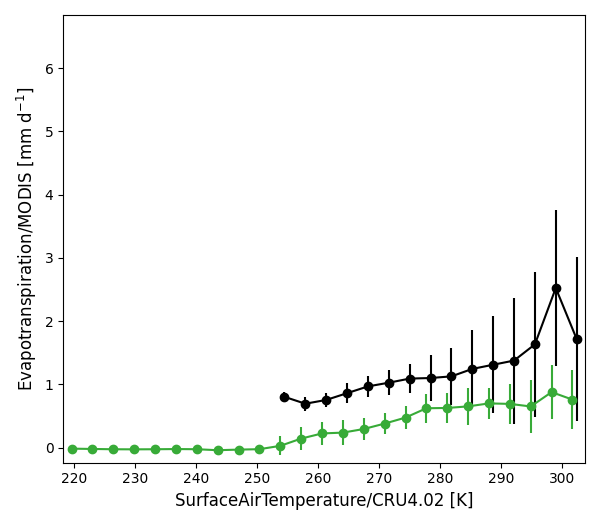 Evapotranspiration/MODIS [mm d⁻¹]
6
5
4
3
2
1
0
220 230 240 250 260 270 280 290 300
SurfaceAirTemperature/CRU4.02 [K]